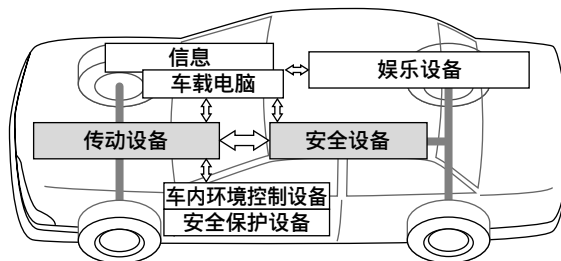 信息
车载电脑
娱乐设备
传动设备
安全设备
车内环境控制设备
安全保护设备